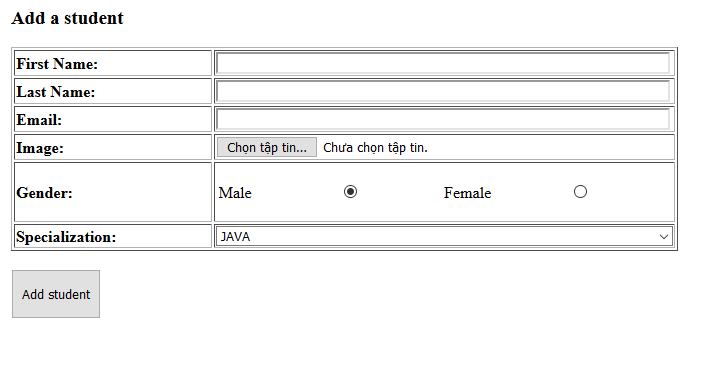 Add a student
First Name:
Last Name:
Email:
Image: Chọn tập tin... Chưa chọn tập tin.
Gender: Male Female
Specialization: JAVA
Add student